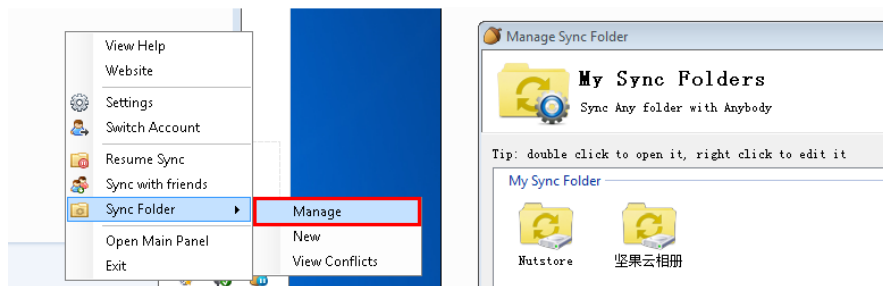 View Help
Website
Settings
Switch Account
Resume Sync
Sync with friends
Sync Folder
Open Main Panel
Exit
Manage
New
View Conflicts
Manage Sync Folder
My Sync Folders
Sync Any folder with Anybody
Tip: double click to open it, right click to edit it
My Sync Folder
Nutstore
坚果云相册